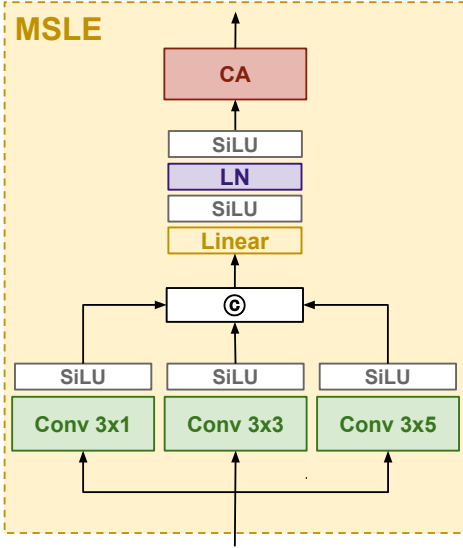 MSLE
CA
SiLU
LN
SiLU
Linear
©
SiLU SiLU SiLU
Conv 3x1 Conv 3x3 Conv 3x5